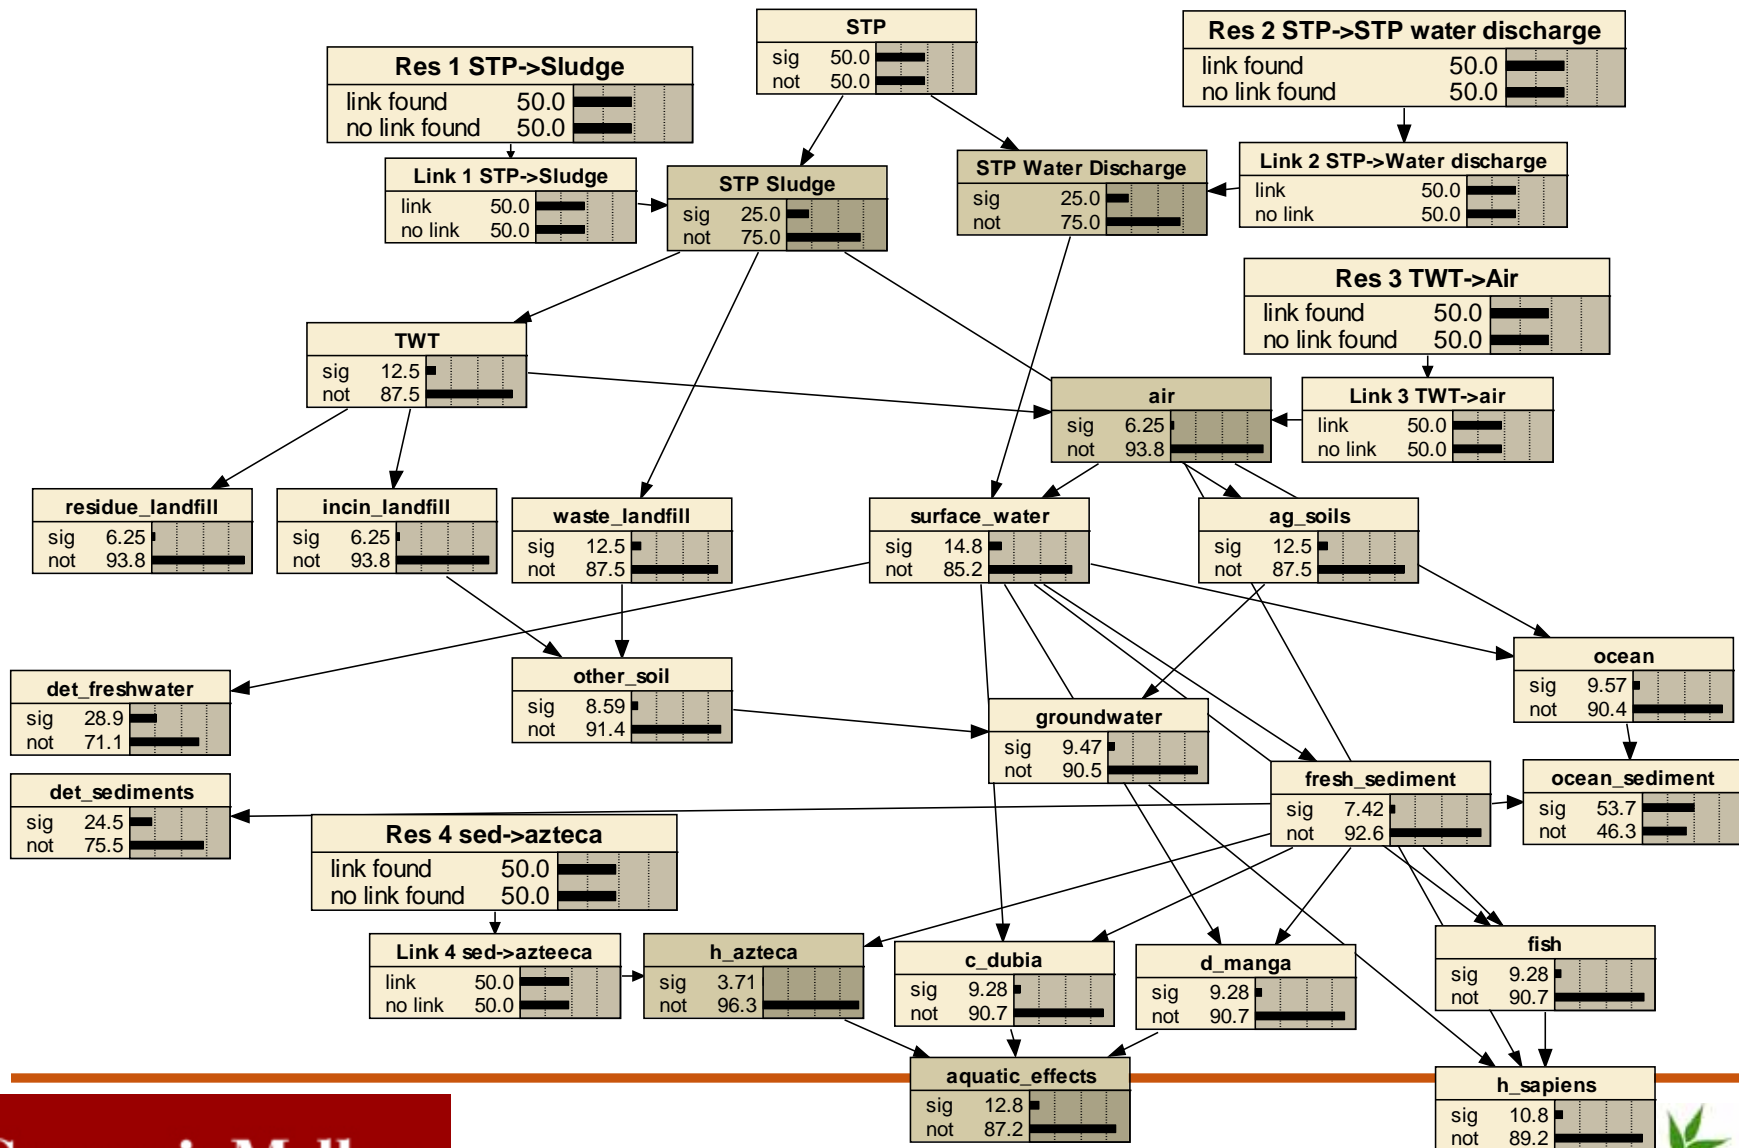 STP
sig 50.0
not 50.0
Res 2 STP->STP water discharge
link found 50.0
no link found 50.0
Res 1 STP->Sludge
link found 50.0
no link found 50.0
Link 1 STP->Sludge
link 50.0
no link 50.0
STP Sludge
sig 25.0
not 75.0
STP Water Discharge
sig 25.0
not 75.0
Link 2 STP->Water discharge
link 50.0
no link 50.0
Res 3 TWT->Air
link found 50.0
no link found 50.0
TWT
sig 12.5
not 87.5
air
sig 6.25
not 93.8
Link 3 TWT->air
link 50.0
no link 50.0
residue_landfill
sig 6.25
not 93.8
incin_landfill
sig 6.25
not 93.8
waste_landfill
sig 12.5
not 87.5
surface_water
sig 14.8
not 85.2
ag_soils
sig 12.5
not 87.5
ocean
sig 9.57
not 90.4
det_freshwater
sig 28.9
not 71.1
other_soil
sig 8.59
not 91.4
groundwater
sig 9.47
not 90.5
fresh_sediment
sig 7.42
not 92.6
ocean_sediment
sig 53.7
not 46.3
det_sediments
sig 24.5
not 75.5
Res 4 sed->azteca
link found 50.0
no link found 50.0
Link 4 sed->azteeca
link 50.0
no link 50.0
h_azteca
sig 3.71
not 96.3
c_dubia
sig 9.28
not 90.7
d_manga
sig 9.28
not 90.7
fish
sig 9.28
not 90.7
aquatic_effects
sig 12.8
not 87.2
h_sapiens
sig 10.8
not 89.2